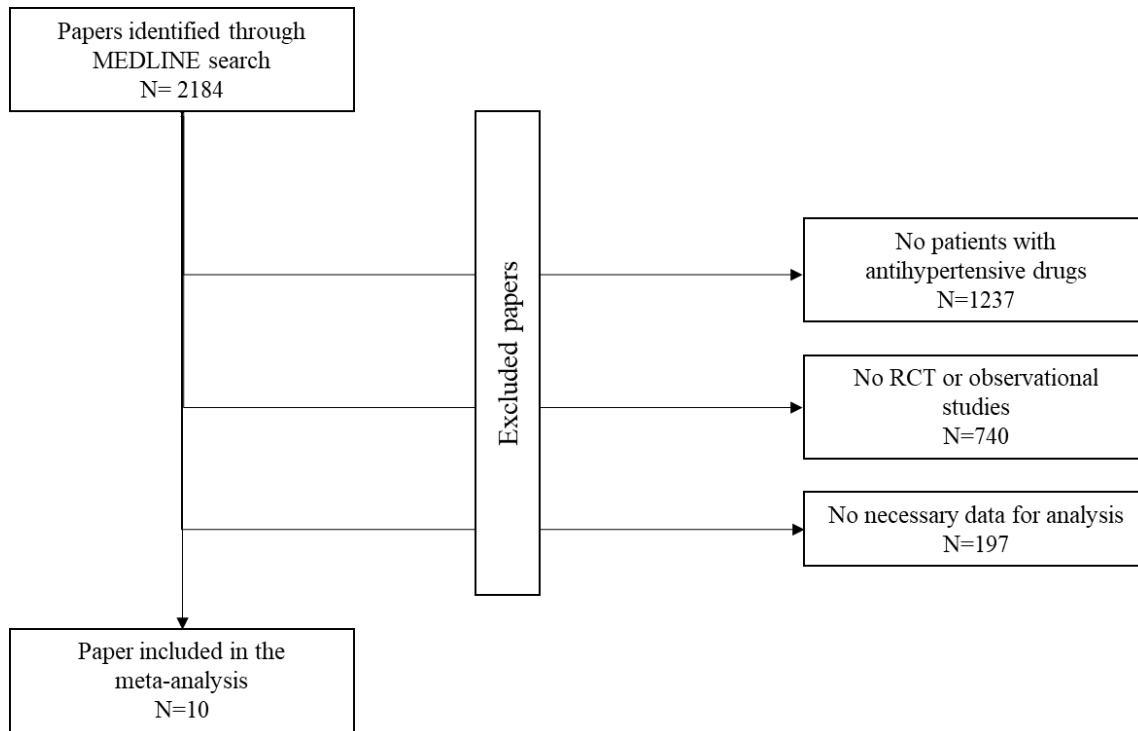 Papers identified through
MEDLINE search
N= 2184
Excluded papers
No patients with
antihypertensive drugs
N=1237
No RCT or observational
studies
N=740
No necessary data for analysis
N=197
Paper included in the
meta-analysis
N=10